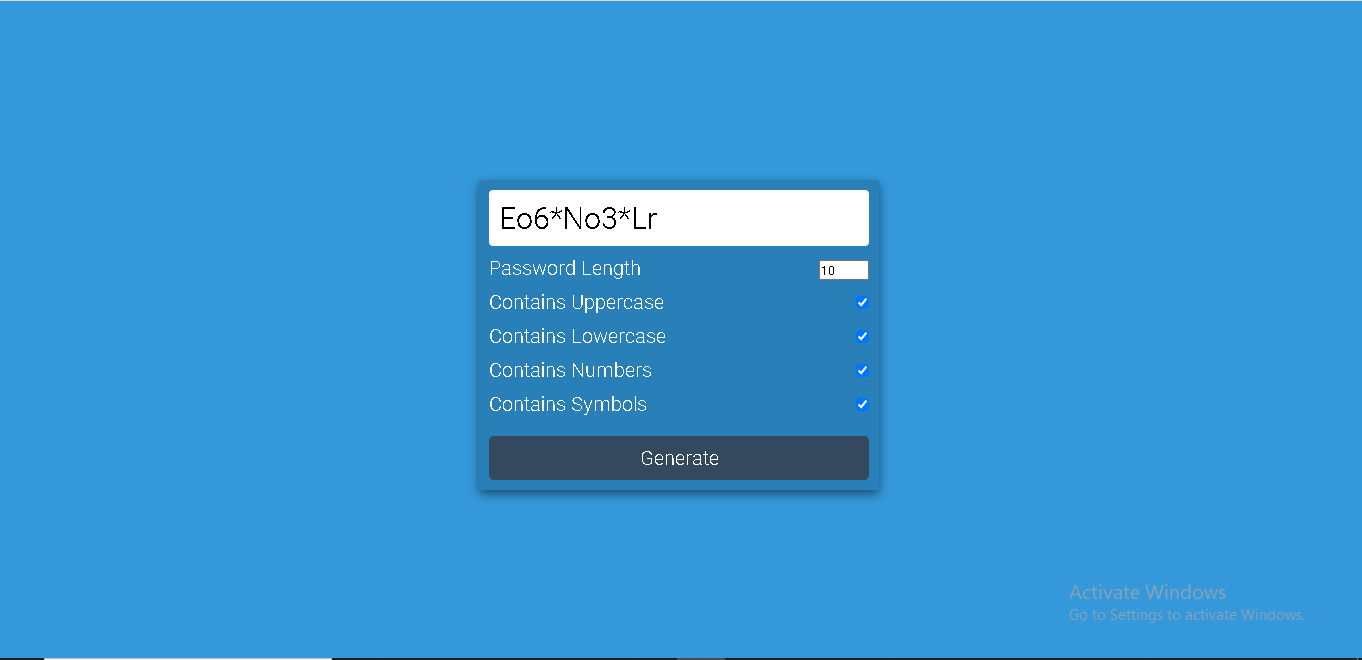 Eo6*No3*Lr
Password Length 10
Contains Uppercase
Contains Lowercase
Contains Numbers
Contains Symbols
Generate
Activate Windows
Go to Settings to activate Windows.